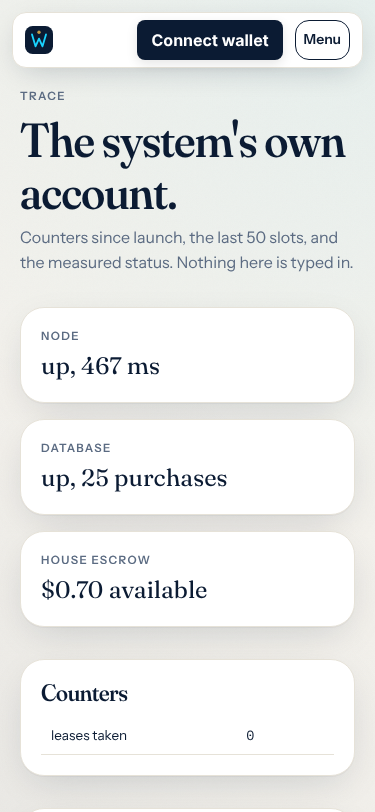 W
Connect wallet
Menu
TRACE
The system's own
account.
Counters since launch, the last 50 slots, and
the measured status. Nothing here is typed in.
NODE
up, 467 ms
DATABASE
up, 25 purchases
HOUSE ESCROW
$0.70 available
Counters
leases taken 0